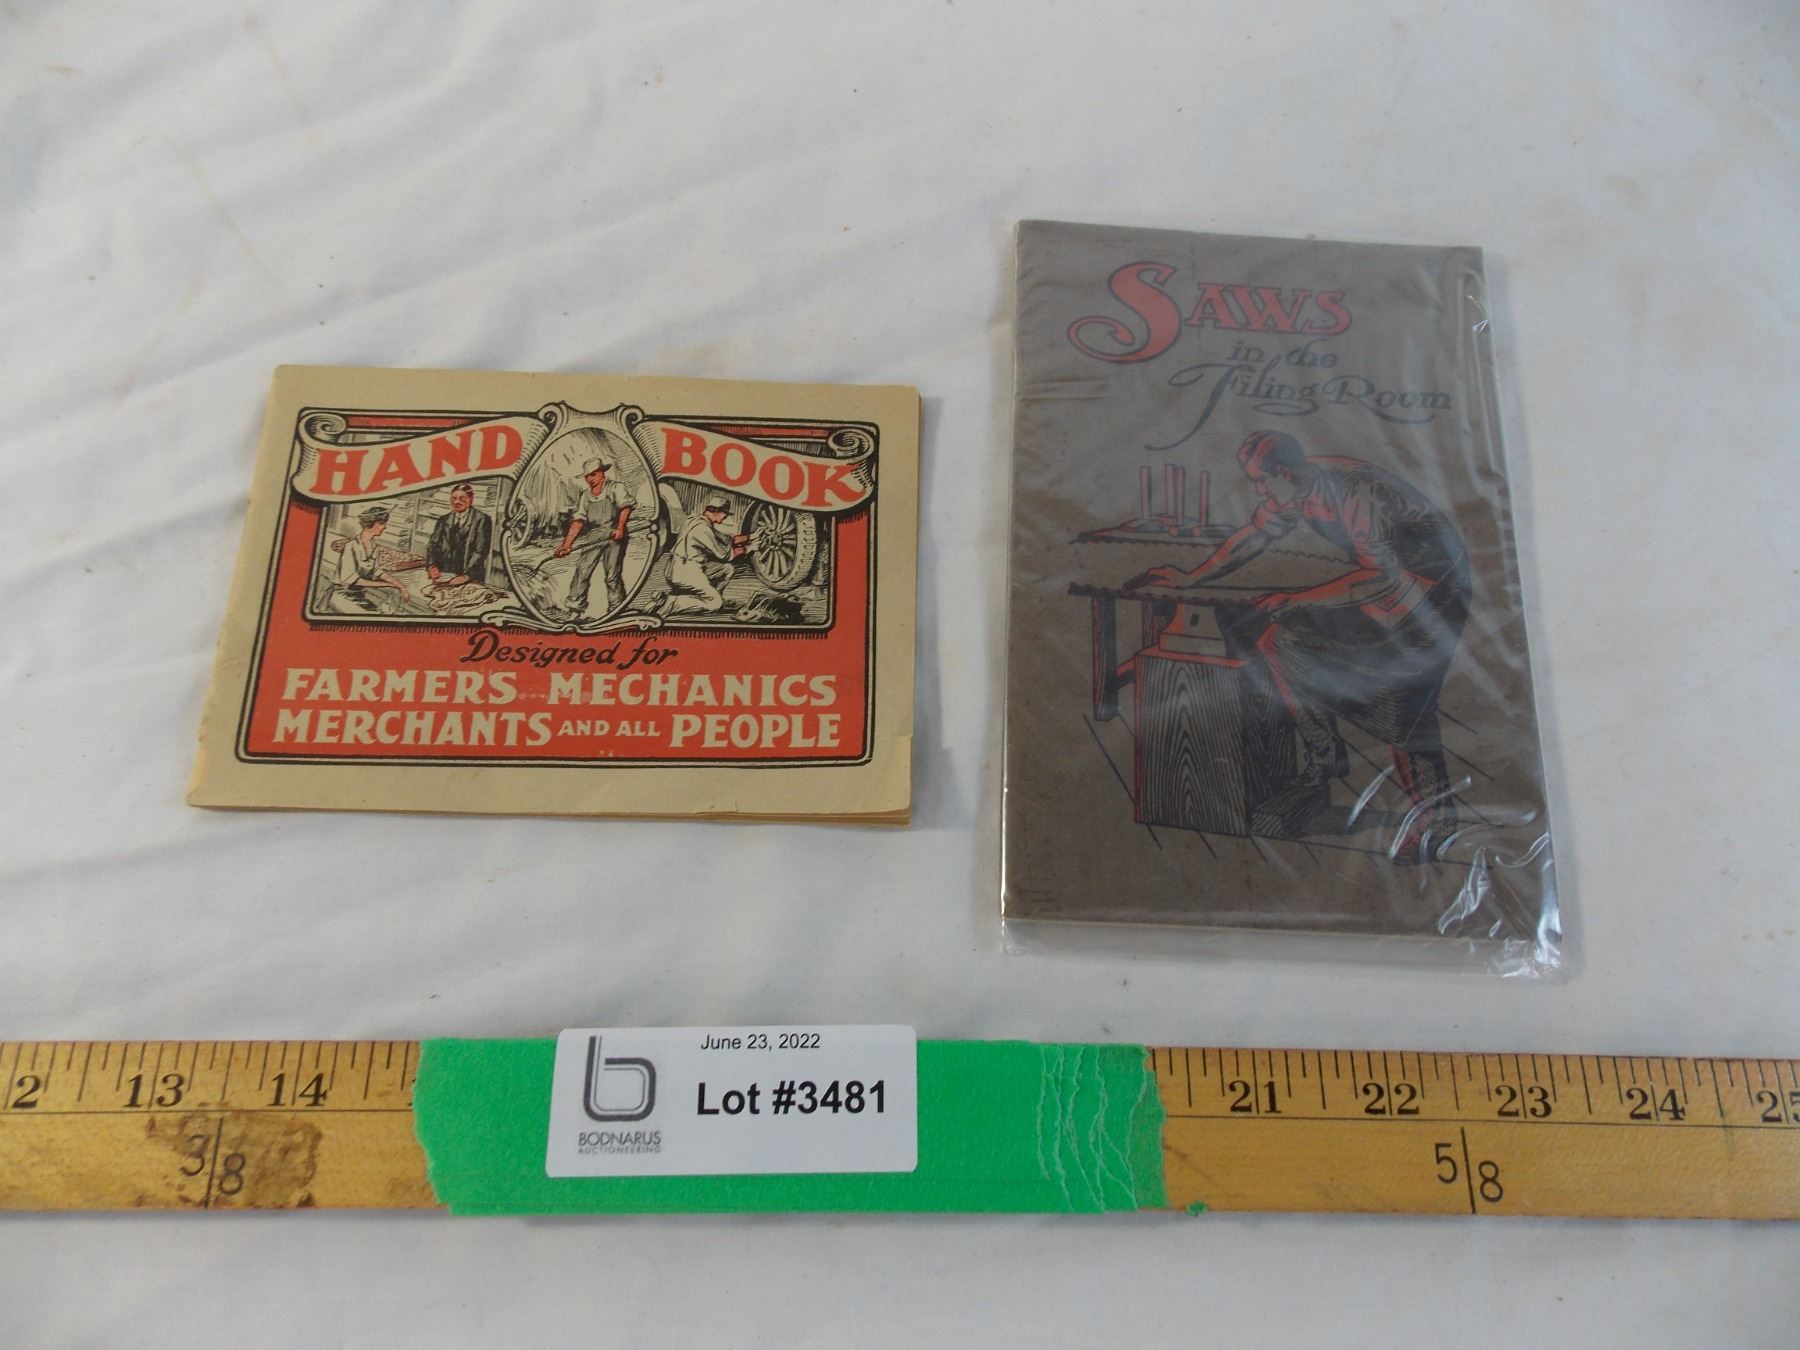 HAND BOOK
Designed for
FARMERS MECHANICS
MERCHANTS AND ALL PEOPLE
SAWS
in the
Filing Room
June 23, 2022
Lot #3481
BODNARUS
AUCTIONEERING
2 13 14 21 22 23 24 25
3/8 5/8